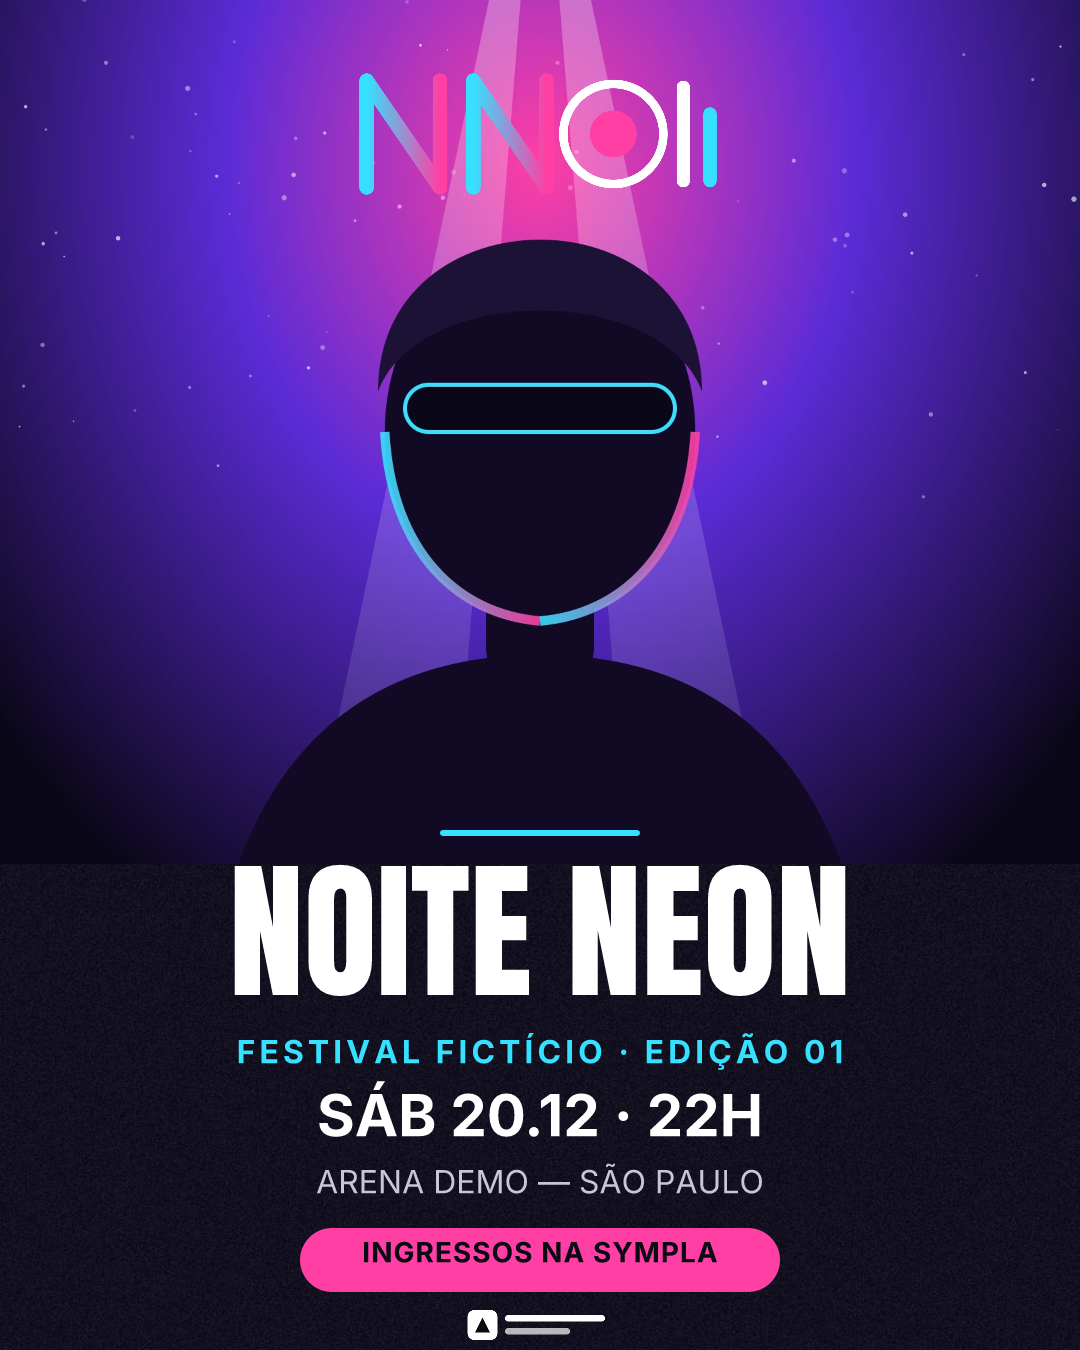 NOITE NEON
FESTIVAL FICTÍCIO · EDIÇÃO 01
SÁB 20.12 · 22H
ARENA DEMO — SÃO PAULO
INGRESSOS NA SYMPLA